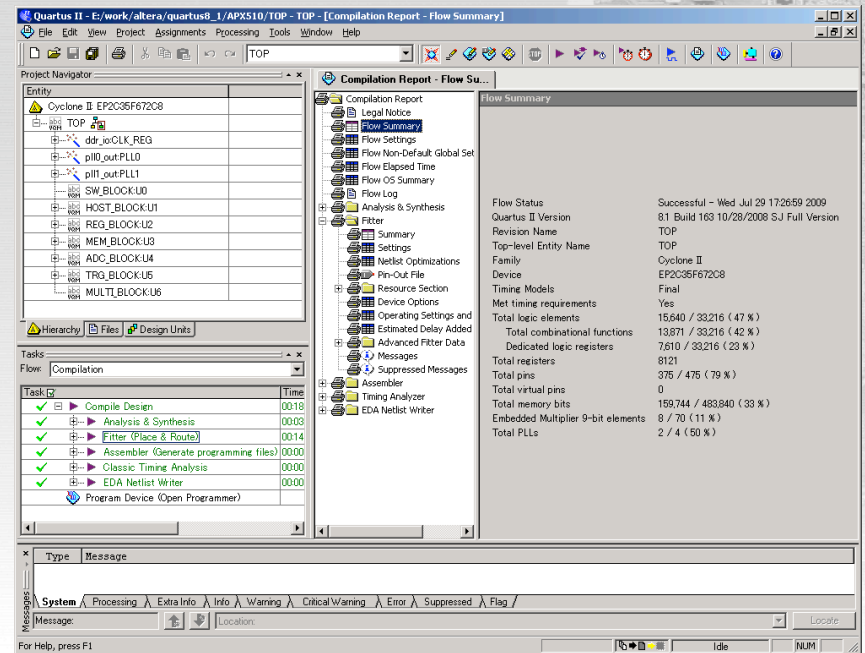 Quartus II - E:/work/altera/quartus8_1/APX510/TOP - TOP - [Compilation Report - Flow Summary]
File Edit View Project Assignments Processing Tools Window Help
TOP
Project Navigator
Entity
Cyclone II: EP2C35F672C8
TOP
ddr_io:CLK_REG
pll0_out:PLL0
pll1_out:PLL1
SW_BLOCK:U0
HOST_BLOCK:U1
REG_BLOCK:U2
MEM_BLOCK:U3
ADC_BLOCK:U4
TRG_BLOCK:U5
MULTI_BLOCK:U6
Hierarchy Files Design Units
Tasks
Flow: Compilation
Task Time
Compile Design 00:18
Analysis & Synthesis 00:03
Fitter (Place & Route) 00:14
Assembler (Generate programming files) 00:00
Classic Timing Analysis 00:00
EDA Netlist Writer 00:00
Program Device (Open Programmer)
Compilation Report - Flow Su...
Compilation Report
Legal Notice
Flow Summary
Flow Settings
Flow Non-Default Global Set
Flow Elapsed Time
Flow OS Summary
Flow Log
Analysis & Synthesis
Fitter
Summary
Settings
Netlist Optimizations
Pin-Out File
Resource Section
Device Options
Operating Settings and
Estimated Delay Added
Advanced Fitter Data
Messages
Suppressed Messages
Assembler
Timing Analyzer
EDA Netlist Writer
Flow Summary
Flow Status Successful - Wed Jul 29 17:26:59 2009
Quartus II Version 8.1 Build 163 10/28/2008 SJ Full Version
Revision Name TOP
Top-level Entity Name TOP
Family Cyclone II
Device EP2C35F672C8
Timing Models Final
Met timing requirements Yes
Total logic elements 15,640 / 33,216 ( 47 % )
Total combinational functions 13,871 / 33,216 ( 42 % )
Dedicated logic registers 7,610 / 33,216 ( 23 % )
Total registers 8121
Total pins 375 / 475 ( 79 % )
Total virtual pins 0
Total memory bits 159,744 / 483,840 ( 33 % )
Embedded Multiplier 9-bit elements 8 / 70 ( 11 % )
Total PLLs 2 / 4 ( 50 % )
Type Message
System Processing Extra Info Info Warning Critical Warning Error Suppressed Flag
Messages
Message: Location: Locate
For Help, press F1 Idle NUM